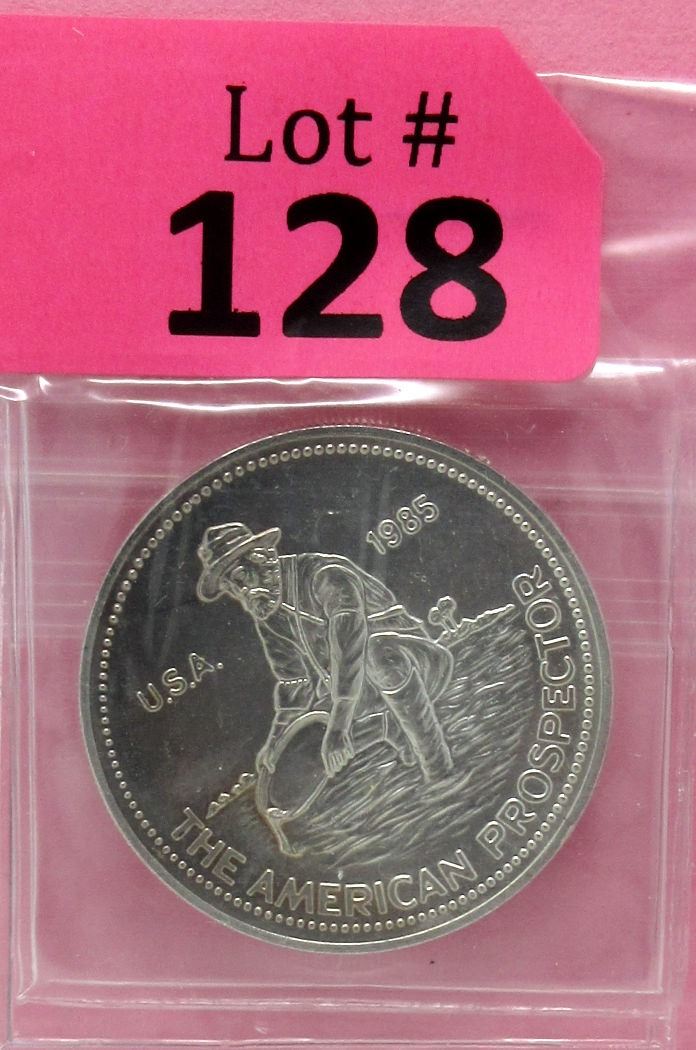 Lot #
128
1985
U.S.A.
THE AMERICAN PROSPECTOR